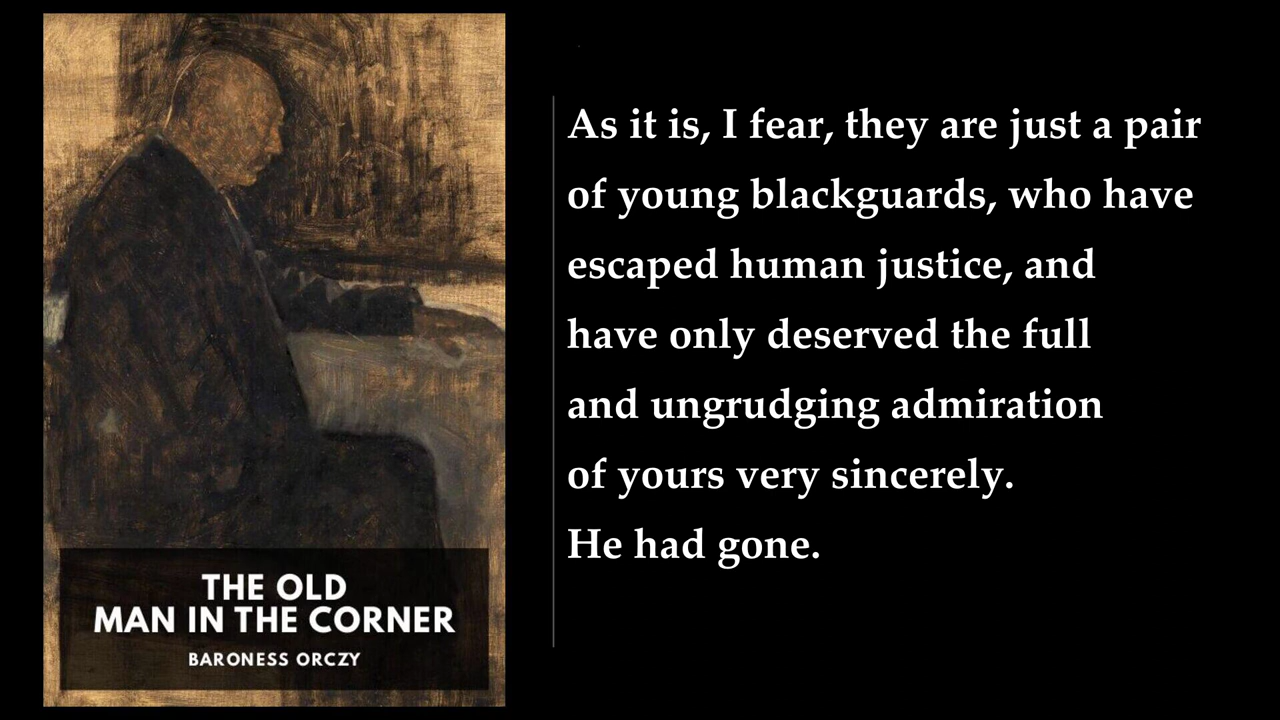 THE OLD
MAN IN THE CORNER
BARONESS ORCZY
As it is, I fear, they are just a pair
of young blackguards, who have
escaped human justice, and
have only deserved the full
and ungrudging admiration
of yours very sincerely.
He had gone.